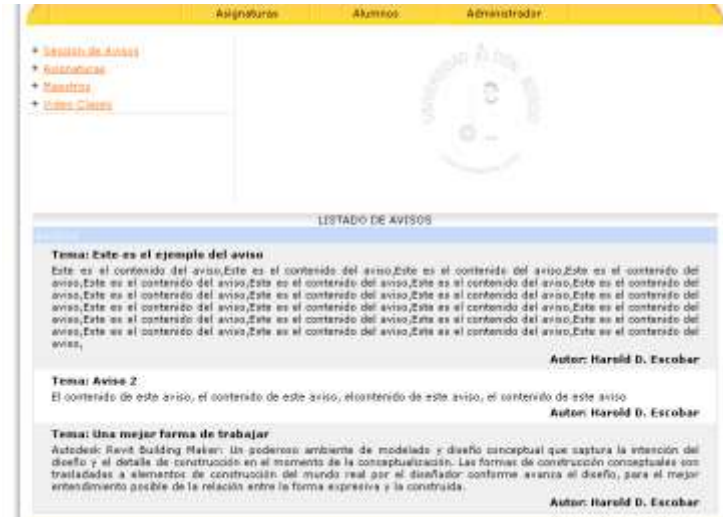 Asignaturas Alumnos Administrador
Sección de Avisos
Asignaturas
Maestros
Video Clases
LISTADO DE AVISOS
Tema: Este es el ejemplo del aviso
Este es el contenido del aviso,Este es el contenido del aviso,Este es el contenido del aviso,Este es el contenido del
aviso,Este es el contenido del aviso,Este es el contenido del aviso,Este es el contenido del aviso,Este es el contenido del
aviso,Este es el contenido del aviso,Este es el contenido del aviso,Este es el contenido del aviso,Este es el contenido del
aviso,Este es el contenido del aviso,Este es el contenido del aviso,Este es el contenido del aviso,Este es el contenido del
aviso,Este es el contenido del aviso,Este es el contenido del aviso,Este es el contenido del aviso,Este es el contenido del
aviso,Este es el contenido del aviso,Este es el contenido del aviso,Este es el contenido del aviso,Este es el contenido del
aviso,
Autor: Harold D. Escobar
Tema: Aviso 2
El contenido de este aviso, el contenido de este aviso, elcontenido de este aviso, el contenido de este aviso
Autor: Harold D. Escobar
Tema: Una mejor forma de trabajar
Autodesk Revit Building Maker: Un poderoso ambiente de modelado y diseño conceptual que captura la intención del
diseño y el detalle de construcción en el momento de la conceptualización. Las formas de construcción conceptuales son
trasladadas a elementos de construcción del mundo real por el diseñador conforme avanza el diseño, para el mejor
entendimiento posible de la relación entre la forma expresiva y la construida.
Autor: Harold D. Escobar